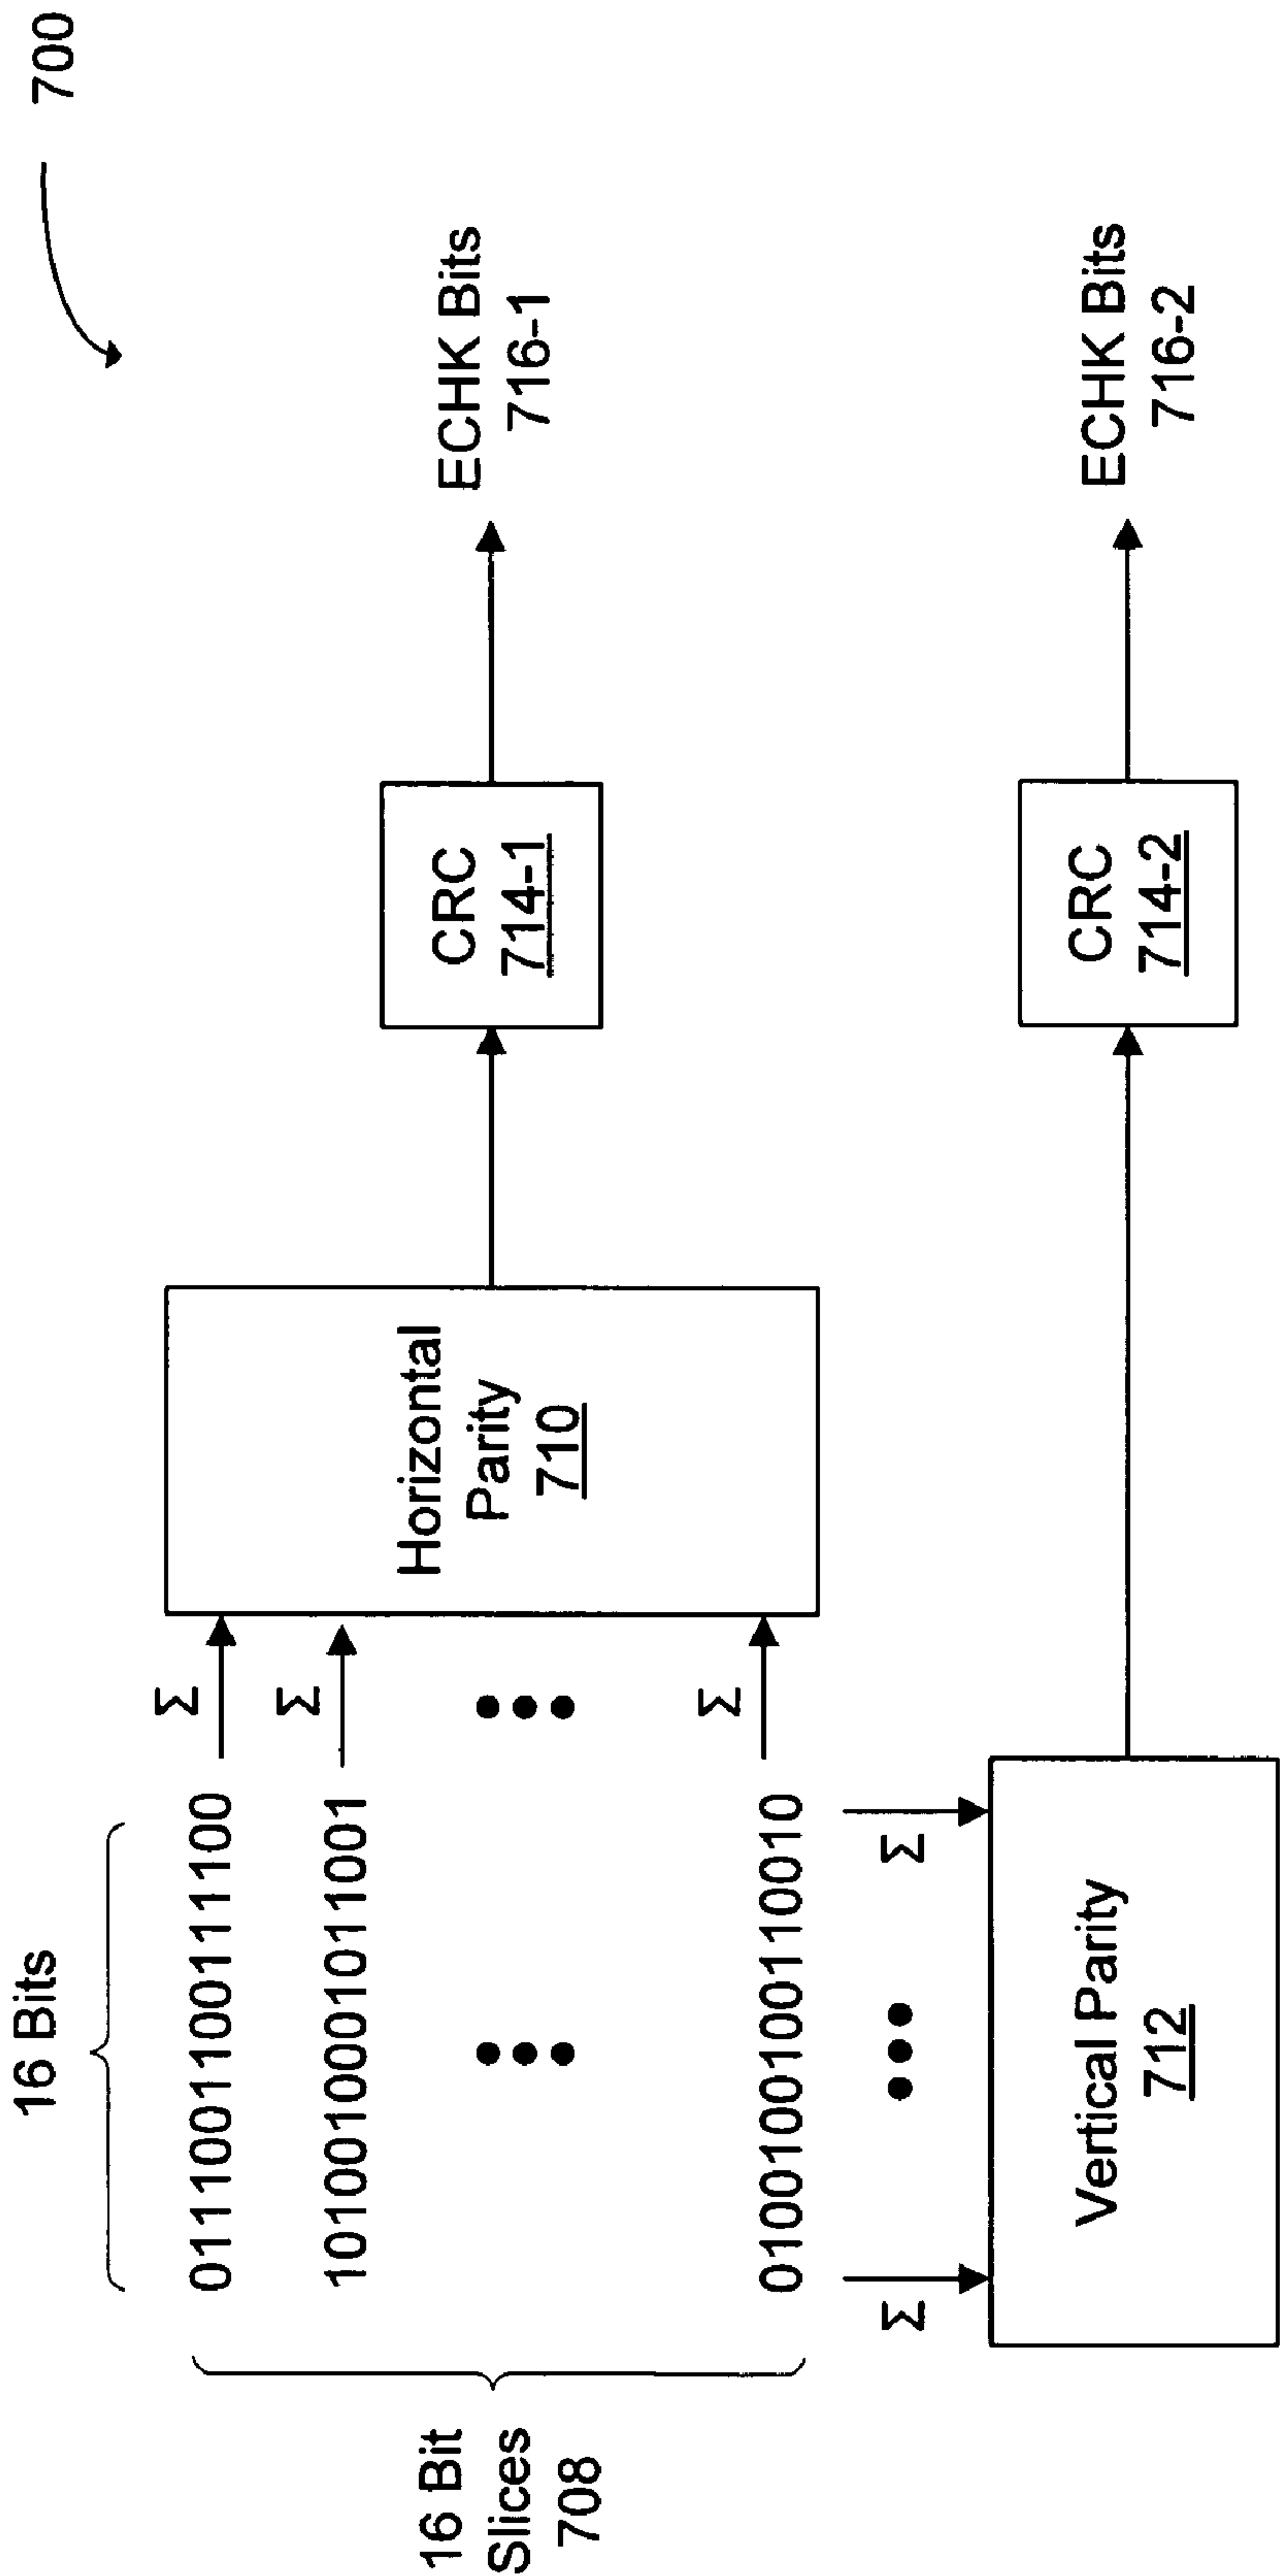 700
16 Bits
0111001100111100
Σ
1010010001011001
Σ
16 Bit
Slices
708
Horizontal
Parity
710
CRC
714-1
ECHK Bits
716-1
0100100100110010
Σ
Σ
Σ
Vertical Parity
712
CRC
714-2
ECHK Bits
716-2